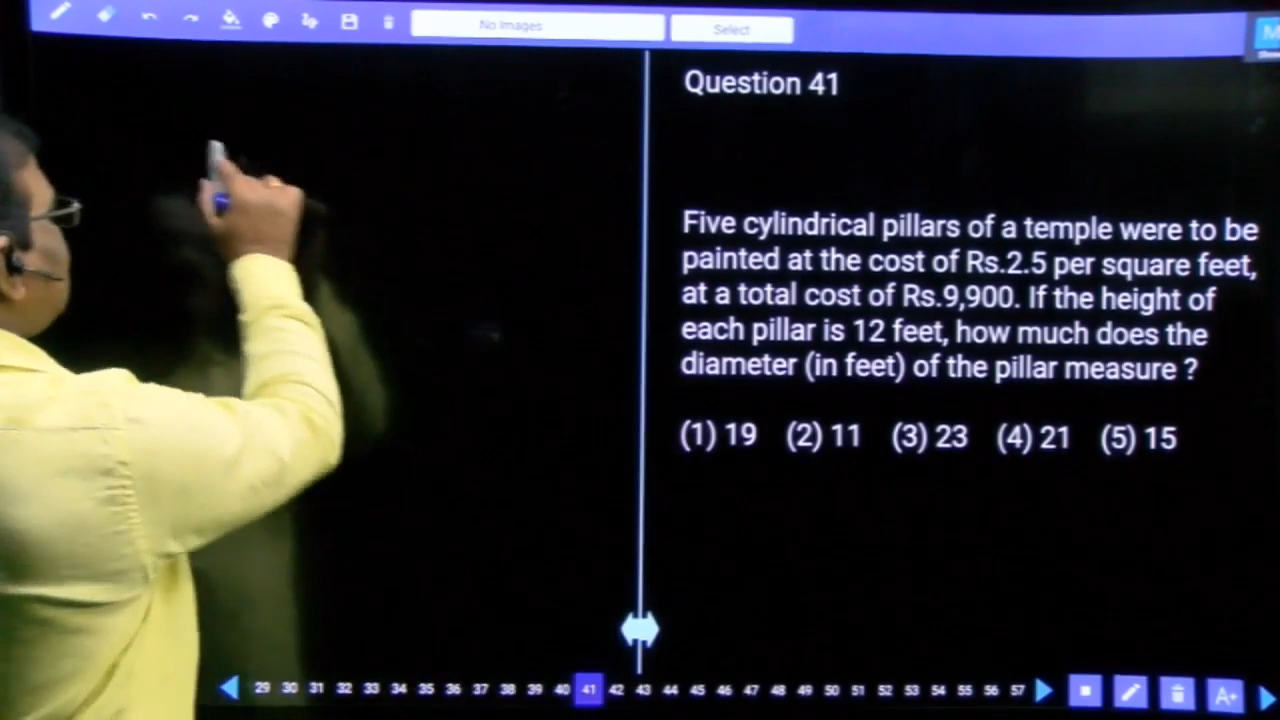 No Images
Select
M
Question 41
Five cylindrical pillars of a temple were to be
painted at the cost of Rs.2.5 per square feet,
at a total cost of Rs.9,900. If the height of
each pillar is 12 feet, how much does the
diameter (in feet) of the pillar measure ?
(1) 19 (2) 11 (3) 23 (4) 21 (5) 15
29 30 31 32 33 34 35 36 37 38 39 40 41 42 43 44 45 46 47 48 49 50 51 52 53 54 55 56 57
A+